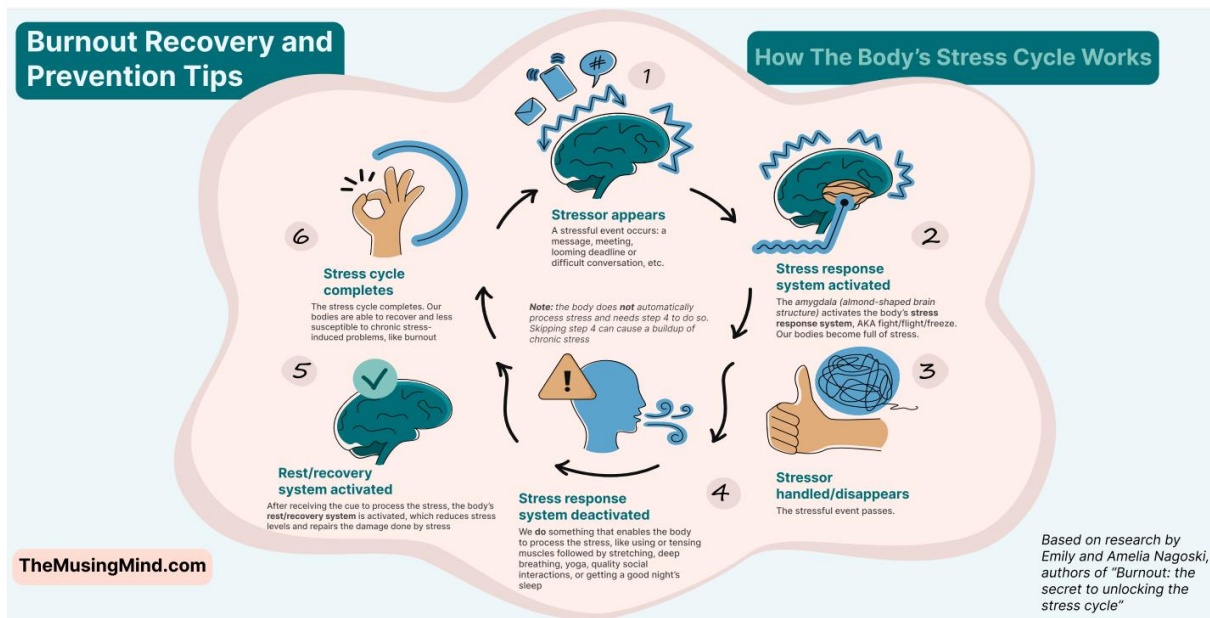 Burnout Recovery and
Prevention Tips
How The Body's Stress Cycle Works
#
1
Stressor appears
A stressful event occurs: a
message, meeting,
looming deadline or
difficult conversation, etc.
2
Stress response
system activated
The amygdala (almond-shaped brain
structure) activates the body's stress
response system, AKA fight/flight/freeze.
Our bodies become full of stress.
3
Stressor
handled/disappears
The stressful event passes.
4
Stress response
system deactivated
We do something that enables the body
to process the stress, like using or tensing
muscles followed by stretching, deep
breathing, yoga, quality social
interactions, or getting a good night's
sleep
!
Note: the body does not automatically
process stress and needs step 4 to do so.
Skipping step 4 can cause a buildup of
chronic stress
5
Rest/recovery
system activated
After receiving the cue to process the stress, the body's
rest/recovery system is activated, which reduces stress
levels and repairs the damage done by stress
6
Stress cycle
completes
The stress cycle completes. Our
bodies are able to recover and less
susceptible to chronic stress-
induced problems, like burnout
TheMusingMind.com
Based on research by
Emily and Amelia Nagoski,
authors of "Burnout: the
secret to unlocking the
stress cycle"